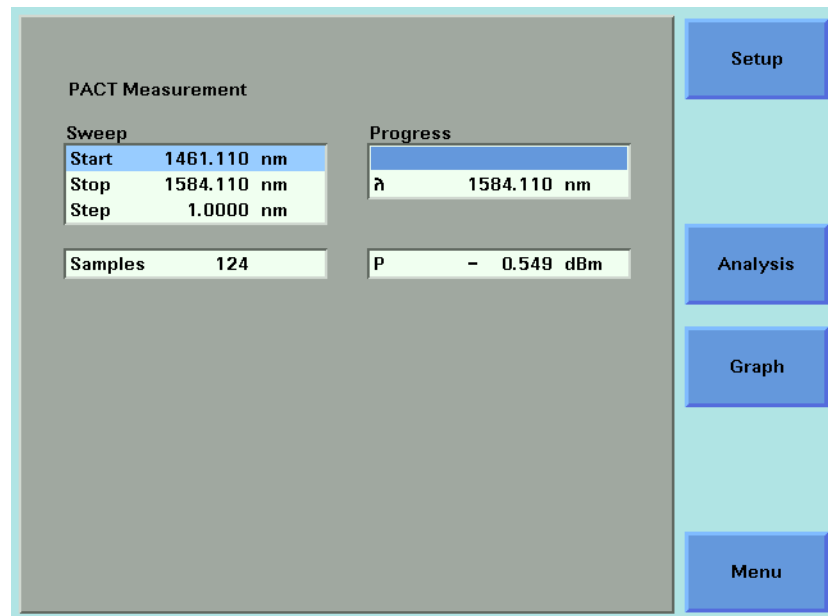 PACT Measurement
Sweep
Start 1461.110 nm
Stop 1584.110 nm
Step 1.0000 nm
Samples 124
Progress
λ 1584.110 nm
P - 0.549 dBm
Setup
Analysis
Graph
Menu